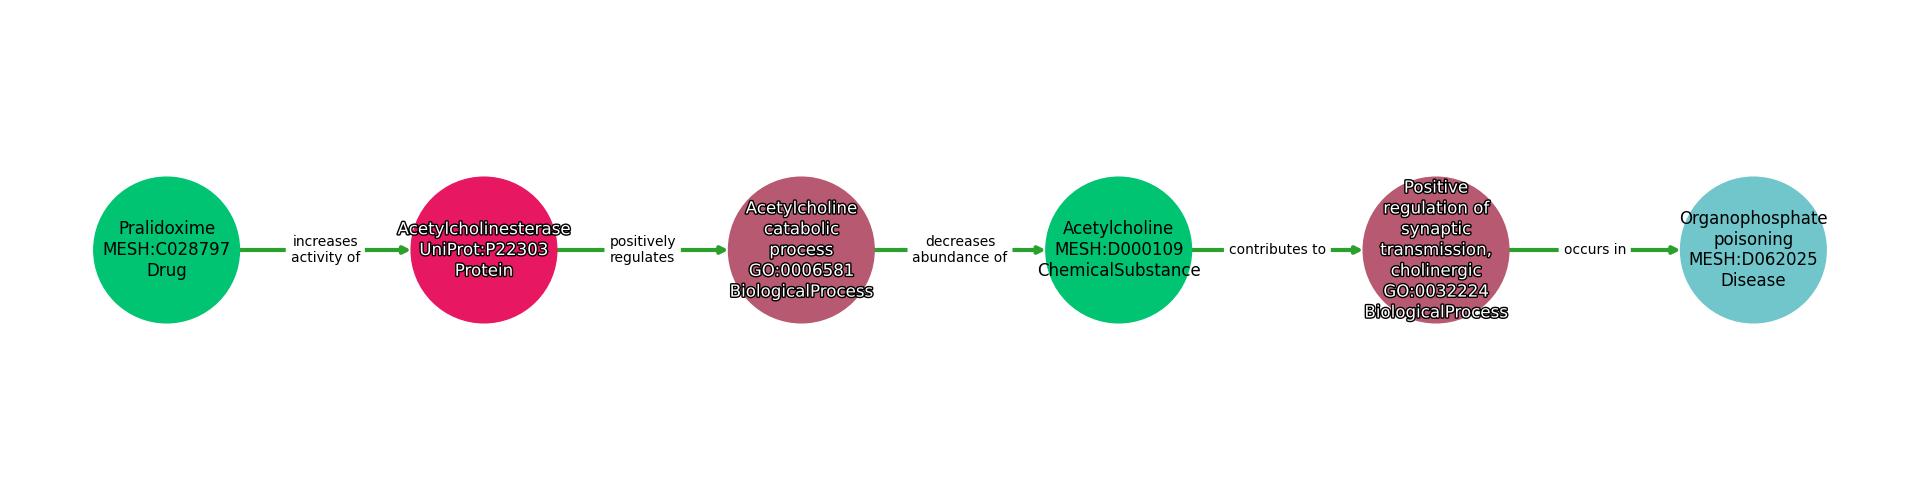 Pralidoxime
MESH:C028797
Drug
increases
activity of
Acetylcholinesterase
UniProt:P22303
Protein
positively
regulates
Acetylcholine
catabolic
process
GO:0006581
BiologicalProcess
decreases
abundance of
Acetylcholine
MESH:D000109
ChemicalSubstance
contributes to
Positive
regulation of
synaptic
transmission,
cholinergic
GO:0032224
BiologicalProcess
occurs in
Organophosphate
poisoning
MESH:D062025
Disease